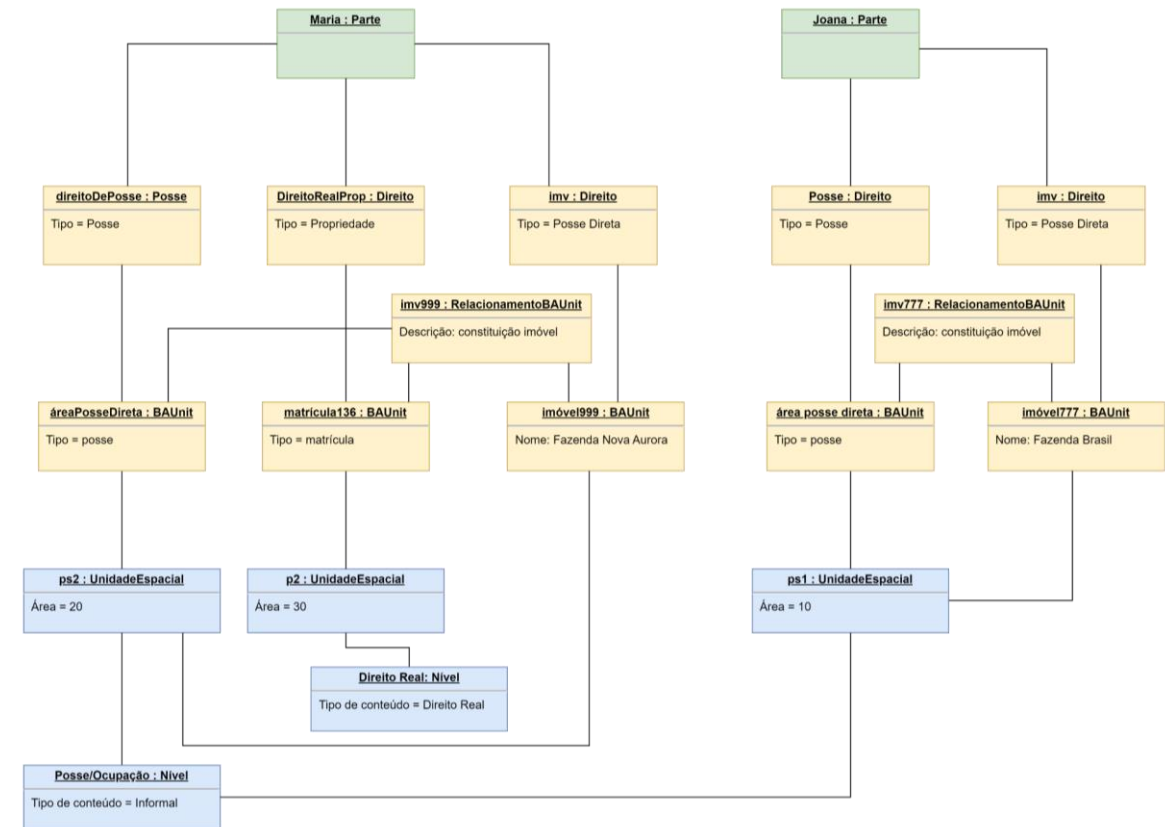 Maria : Parte
Joana : Parte
direitoDePosse : Posse
Tipo = Posse
DireitoRealProp : Direito
Tipo = Propriedade
imv : Direito
Tipo = Posse Direta
Posse : Direito
Tipo = Posse
imv : Direito
Tipo = Posse Direta
imv999 : RelacionamentoBAUnit
Descrição: constituição imóvel
imv777 : RelacionamentoBAUnit
Descrição: constituição imóvel
áreaPosseDireta : BAUnit
Tipo = posse
matrícula136 : BAUnit
Tipo = matrícula
imóvel999 : BAUnit
Nome: Fazenda Nova Aurora
área posse direta : BAUnit
Tipo = posse
imóvel777 : BAUnit
Nome: Fazenda Brasil
ps2 : UnidadeEspacial
Área = 20
p2 : UnidadeEspacial
Área = 30
ps1 : UnidadeEspacial
Área = 10
Direito Real: Nível
Tipo de conteúdo = Direito Real
Posse/Ocupação : Nível
Tipo de conteúdo = Informal